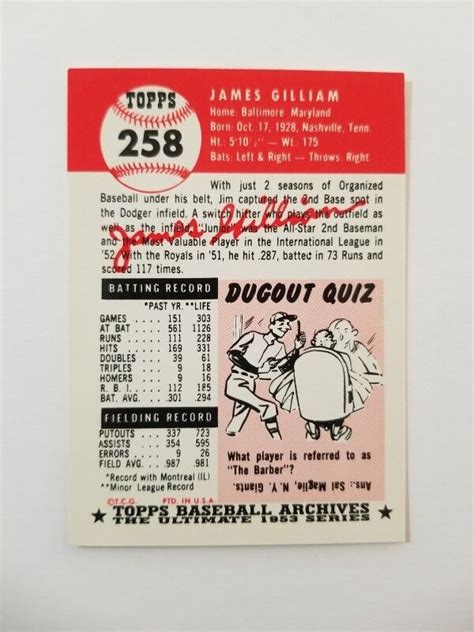 TOPPS
258
JAMES GILLIAM
Home: Baltimore Maryland
Born: Oct. 17, 1928, Nashville, Tenn.
Ht.: 5'10½" — Wt.: 175
Bats: Left & Right — Throws: Right
With just 2 seasons of Organized
Baseball under his belt, Jim captured the 2nd Base spot in
the Dodger infield. A switch hitter who plays the outfield as
well as the infield, Junior was the All-Star 2nd Baseman
and the Most Valuable Player in the International League in
'52. With the Royals in '51, he hit .287, batted in 73 Runs and
scored 117 times.
James Gilliam
BATTING RECORD
*PAST YR. **LIFE
GAMES . . . 151 303
AT BAT . . . 561 1126
RUNS . . . . 111 228
HITS . . . . 169 331
DOUBLES . . 39 61
TRIPLES . . 9 18
HOMERS . . 9 16
R. B. I. . . . 112 185
BAT. AVG. . . .301 .294
FIELDING RECORD
PUTOUTS . . 337 723
ASSISTS . . 354 595
ERRORS . . 9 26
FIELD AVG. . .987 .981
*Record with Montreal (IL)
**Minor League Record
©T.C.G. PTD. IN U.S.A.
DUGOUT QUIZ
What player is referred to as
"The Barber"?
Ans.: Sal Maglie, N. Y. Giants.
★ TOPPS BASEBALL ARCHIVES ★
THE ULTIMATE 1953 SERIES